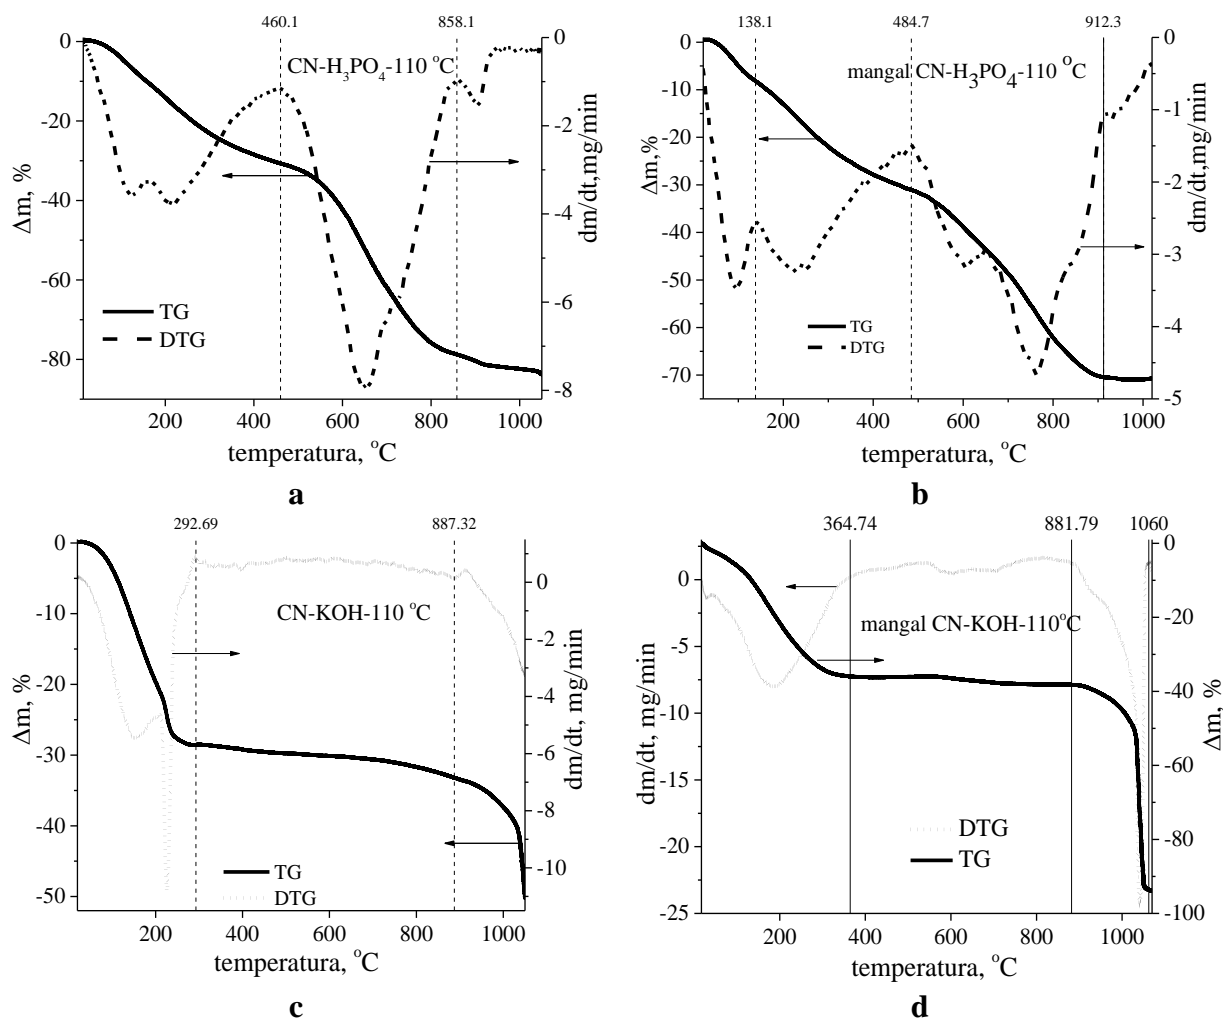 460.1 858.1
0 0
CN-H₃PO₄-110 °C
-20 -2
-40 -4
-60 -6
-80 -8
Δm, %
dm/dt,mg/min
TG
DTG
200 400 600 800 1000
temperatura, °C
a
138.1 484.7 912.3
0 0
mangal CN-H₃PO₄-110 °C
-10 -1
-20
-30 -2
-40
-50 -3
-60 -4
-70 -5
Δm,%
dm/dt,mg/min
TG
DTG
200 400 600 800 1000
temperatura, °C
b
292.69 887.32
0 0
CN-KOH-110 °C
-10 -2
-20 -4
-30 -6
-40 -8
-50 -10
Δm, %
dm/dt, mg/min
TG
DTG
200 400 600 800 1000
temperatura, °C
c
364.74 881.79 1060
0 0
mangal CN-KOH-110°C
-5 -20
-10 -40
-15 -60
-20 -80
-25 -100
dm/dt, mg/min
Δm, %
DTG
TG
200 400 600 800 1000
temperatura, °C
d